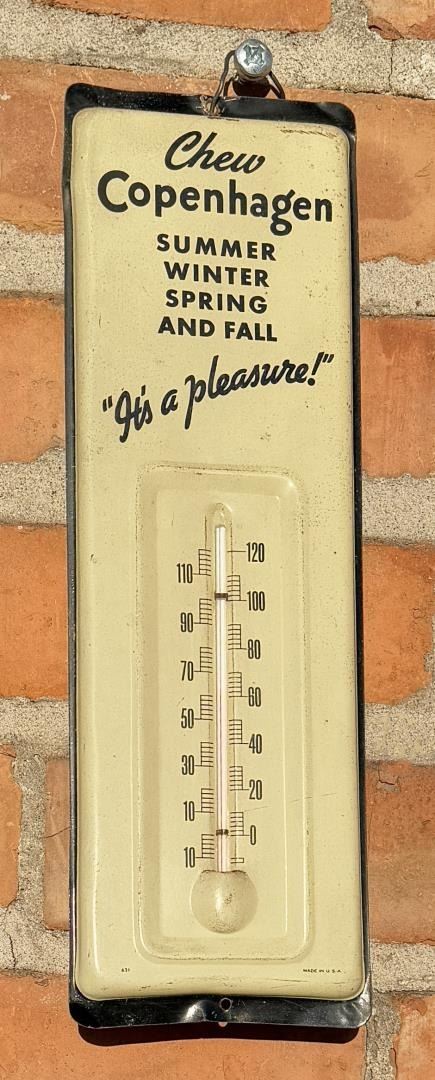 Chew
Copenhagen
SUMMER
WINTER
SPRING
AND FALL
"It's a pleasure!"
120
110
100
90
80
70
60
50
40
30
20
10
0
10
631
MADE IN U.S.A.